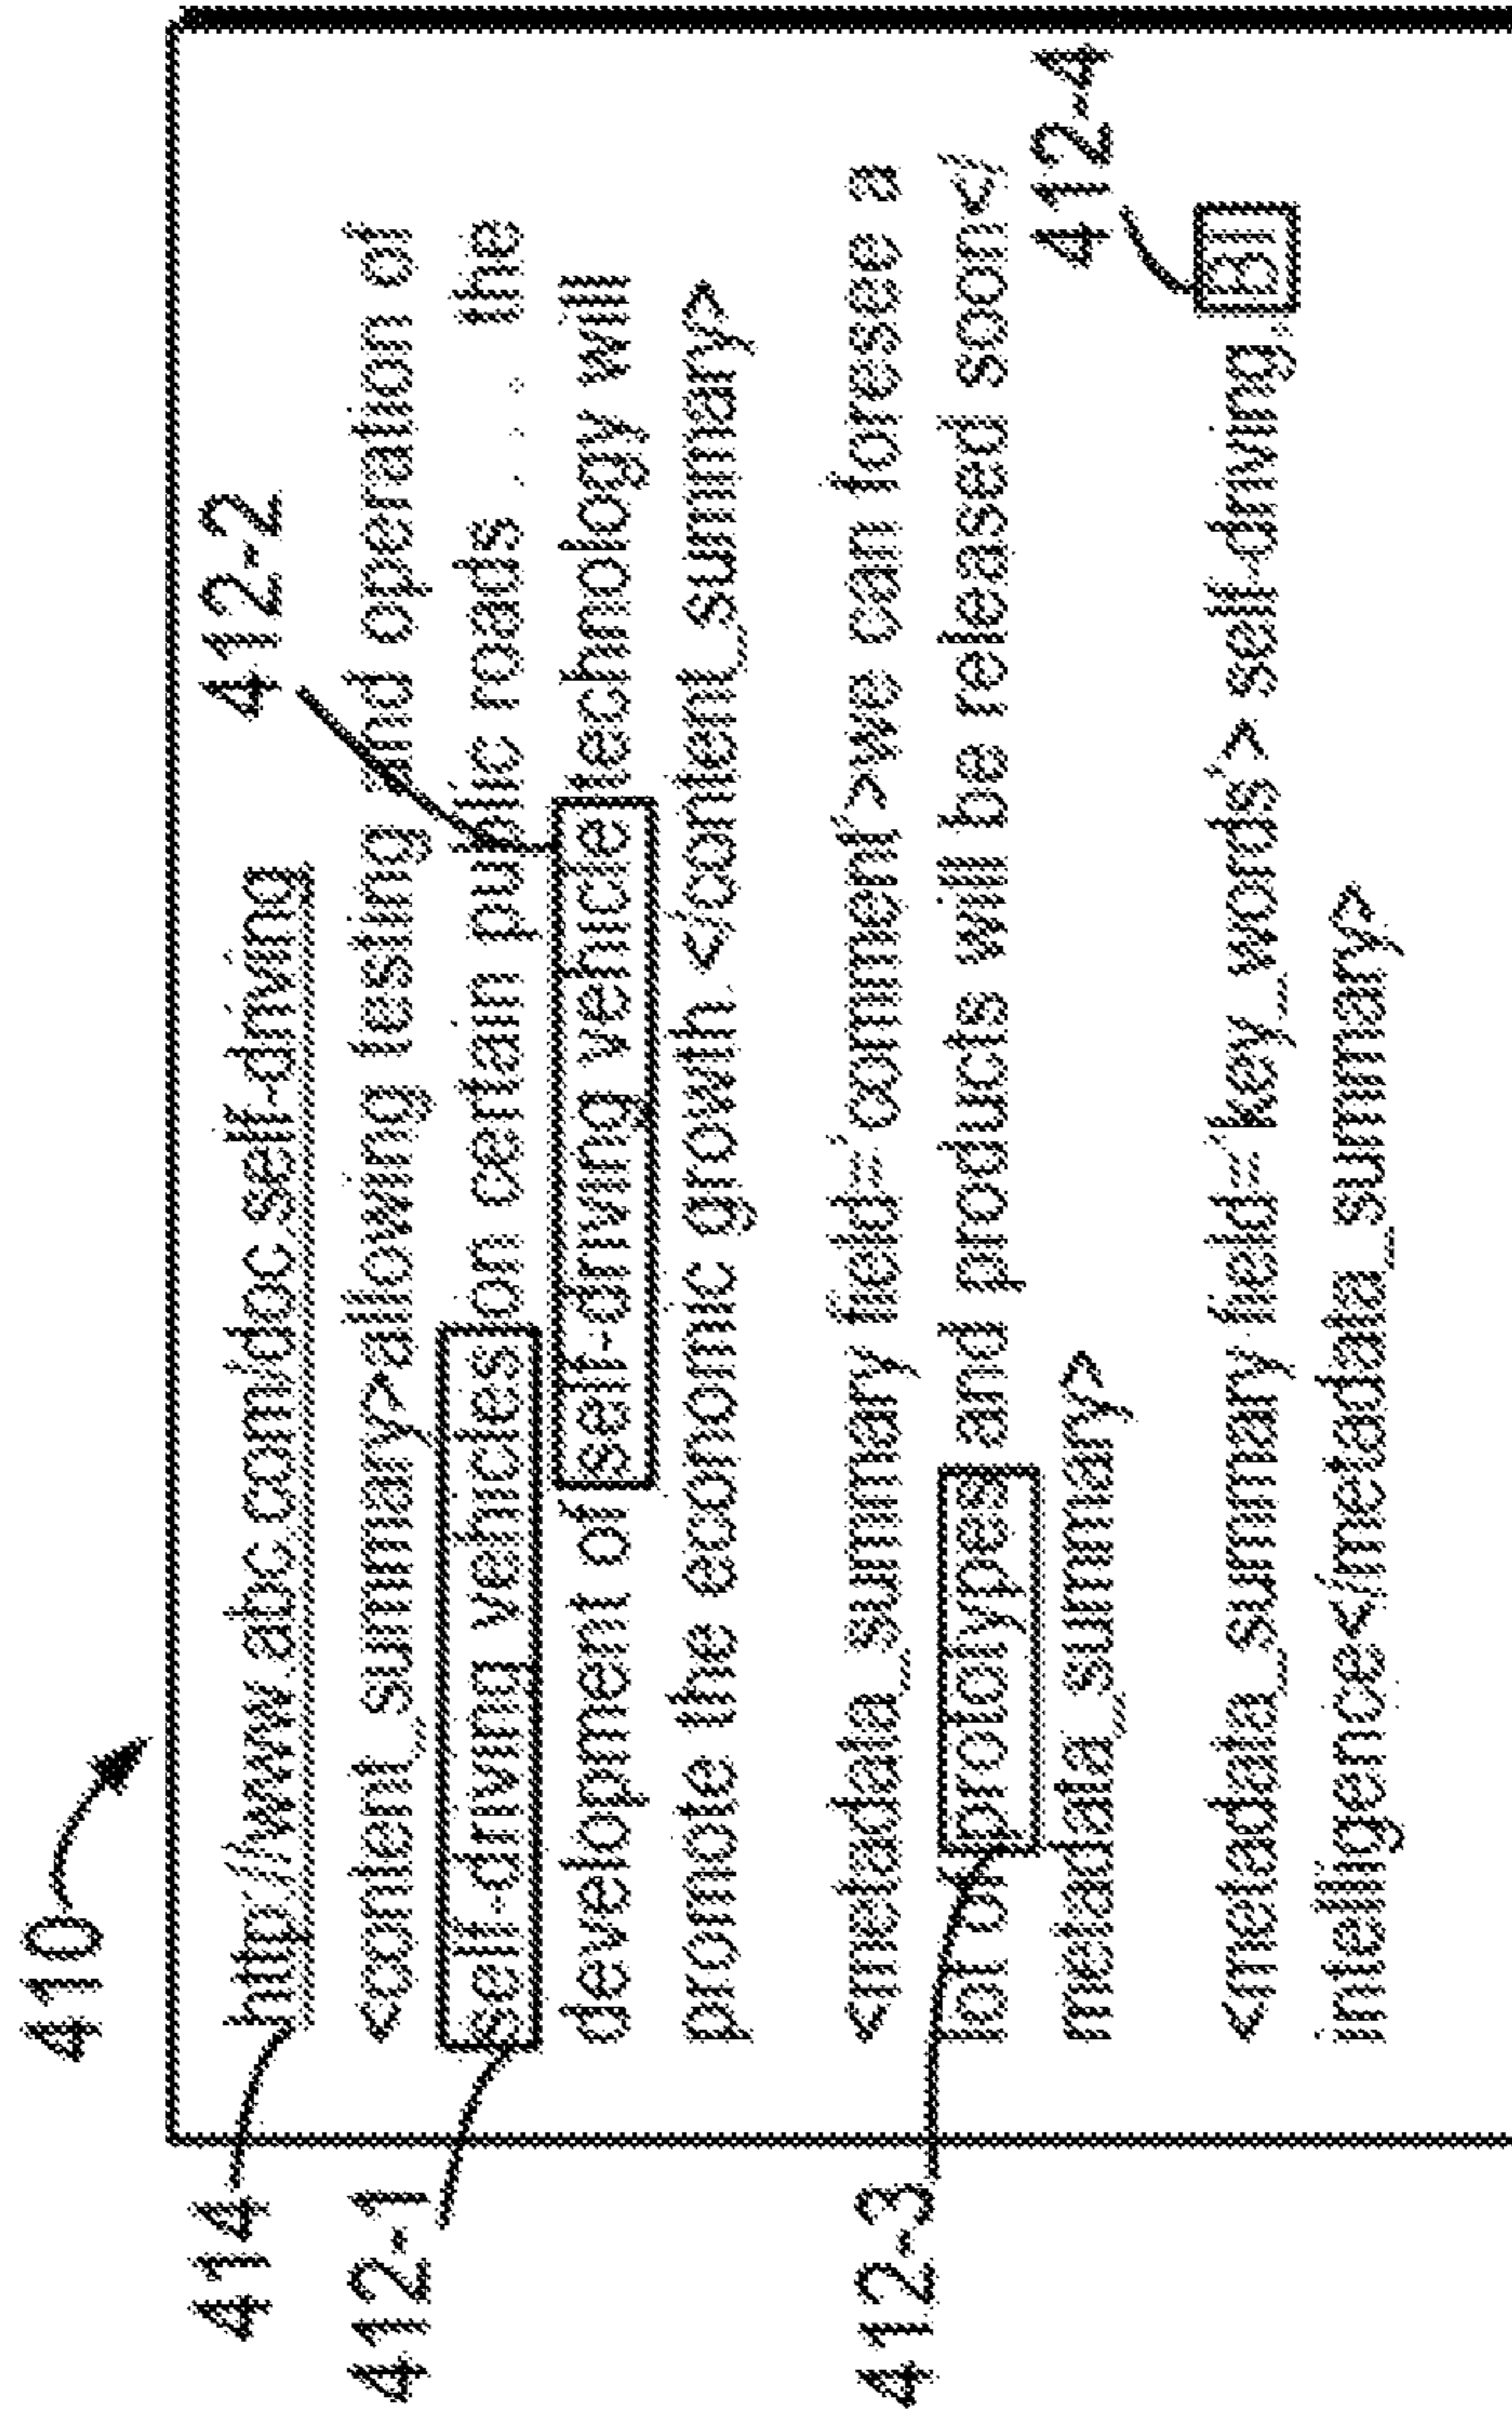 410
414
http://www.abc.com/doc.self-driving
412-2
<content_summary>allowing testing and operation of
412-1
self-driving vehicles on certain public roads . . . the
development of self-driving vehicle technology will
promote the economic growth.</content_summary>
<metadata_summary field='comment'>we can foresee a
412-3
lot of prototypes and products will be released soon</
metadata_summary>
412-4
<metadata_summary field='key_words'> self-driving,
intelligence</metadata_summary>